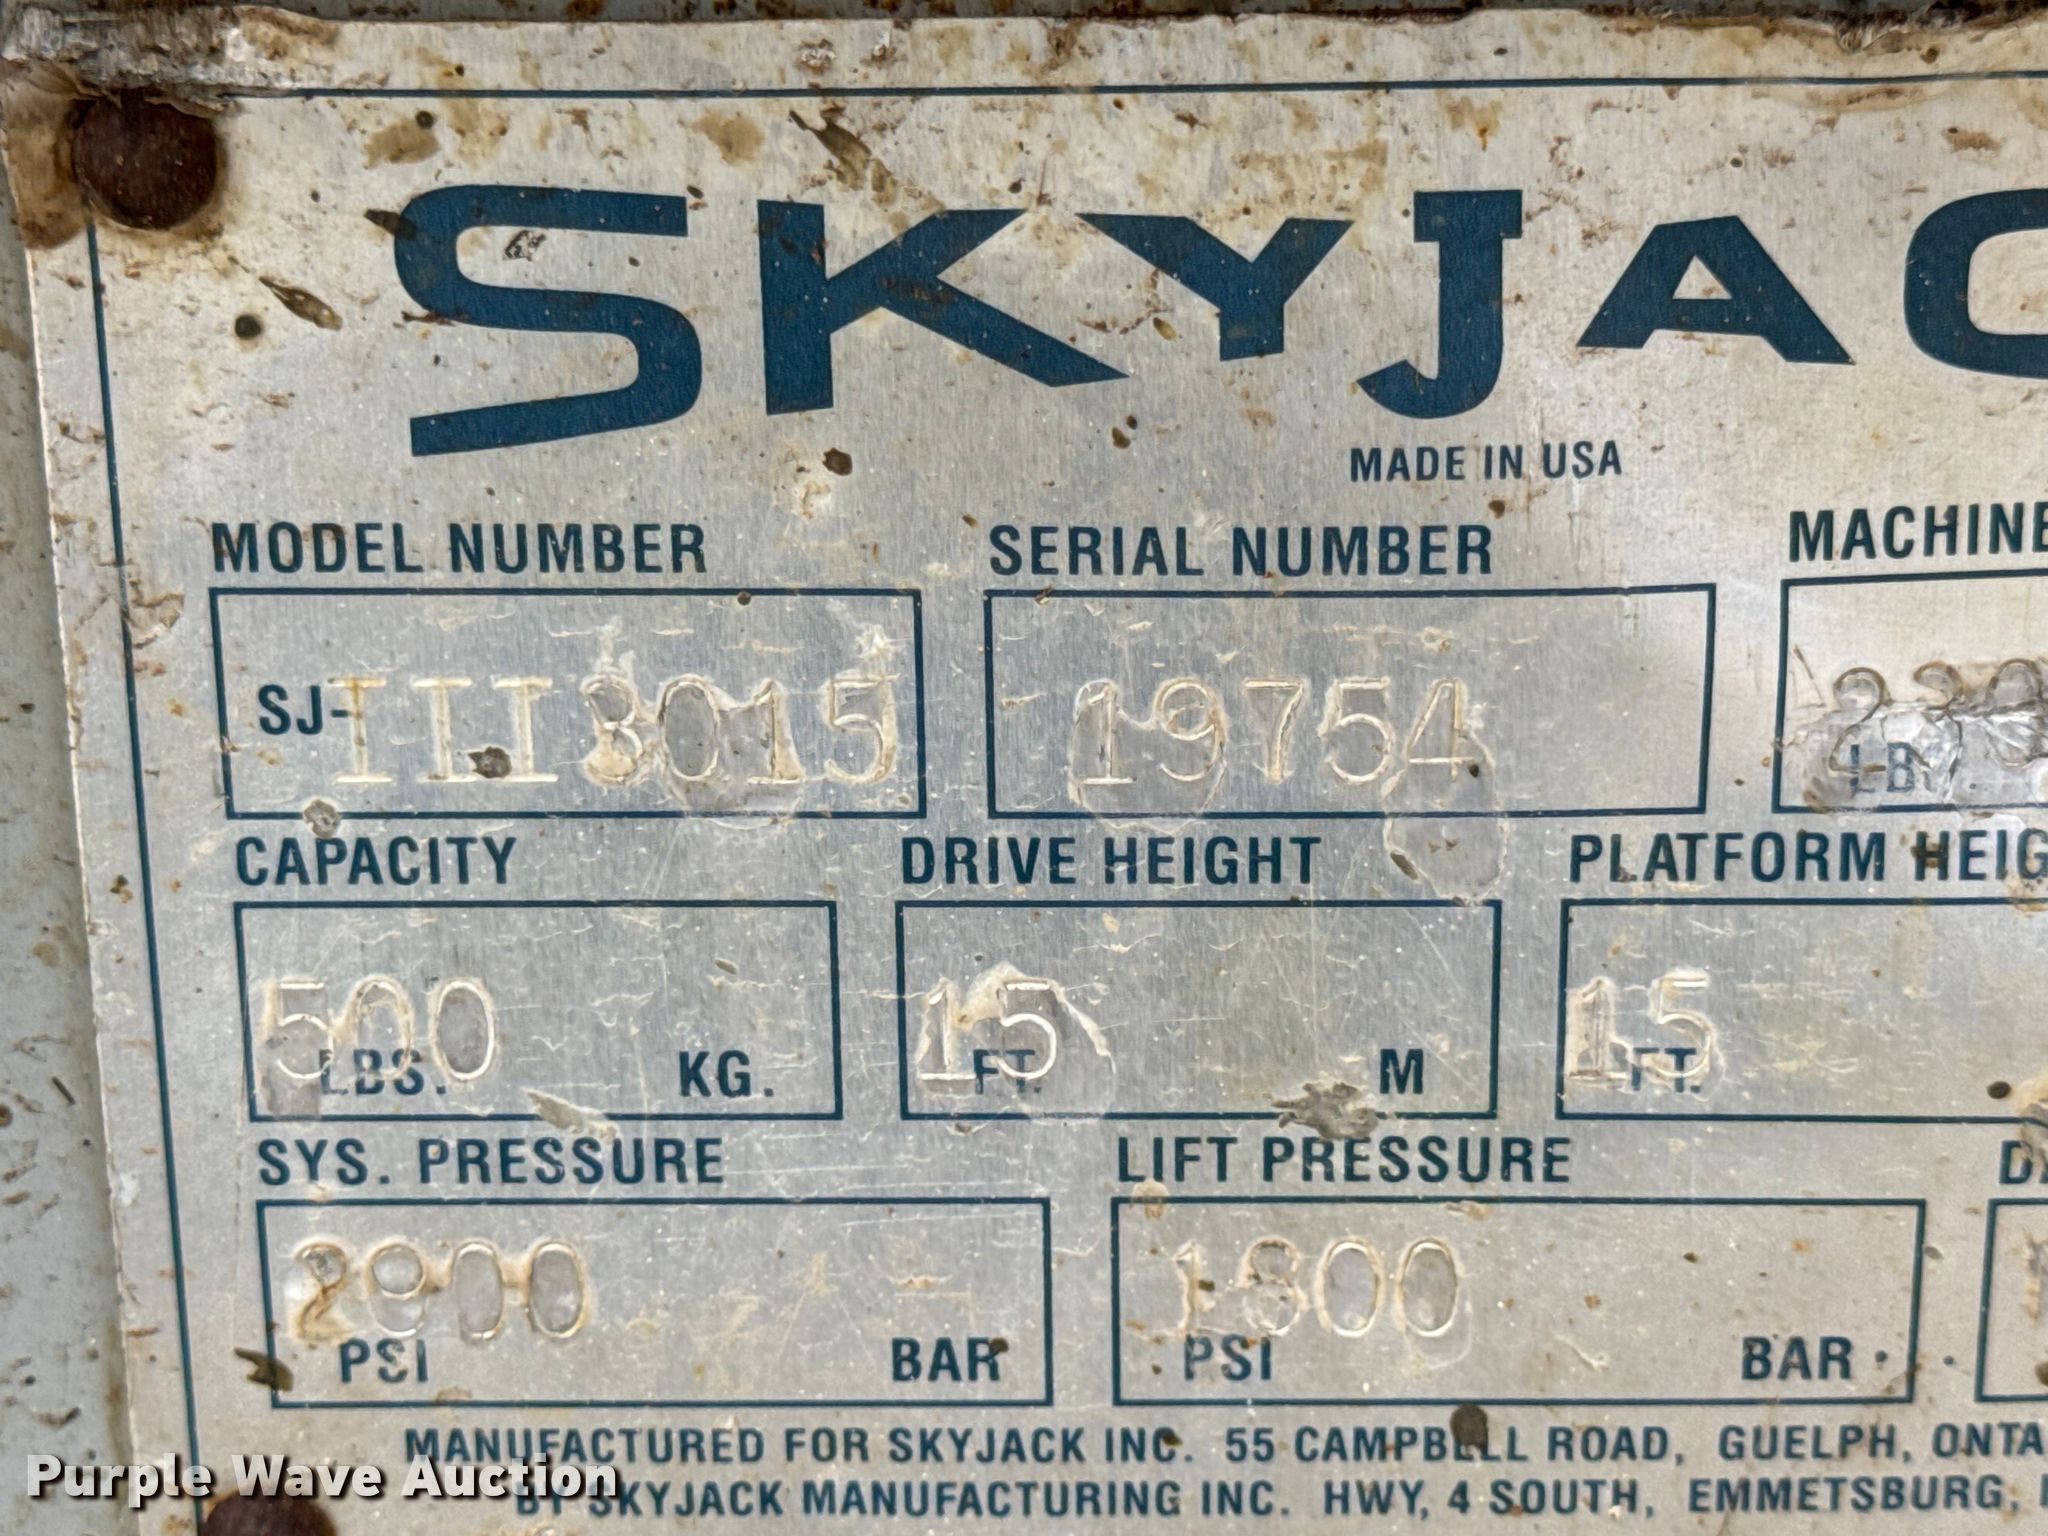 SKYJAC
MADE IN USA
MODEL NUMBER SERIAL NUMBER MACHINE
SJ-III3015 19754
LBS.
CAPACITY DRIVE HEIGHT PLATFORM HEIG
500 15 15
LBS. KG. FT. M FT.
SYS. PRESSURE LIFT PRESSURE
2900 1800
PSI BAR PSI BAR
MANUFACTURED FOR SKYJACK INC. 55 CAMPBELL ROAD, GUELPH, ONTA
BY SKYJACK MANUFACTURING INC. HWY, 4 SOUTH, EMMETSBURG,
Purple Wave Auction